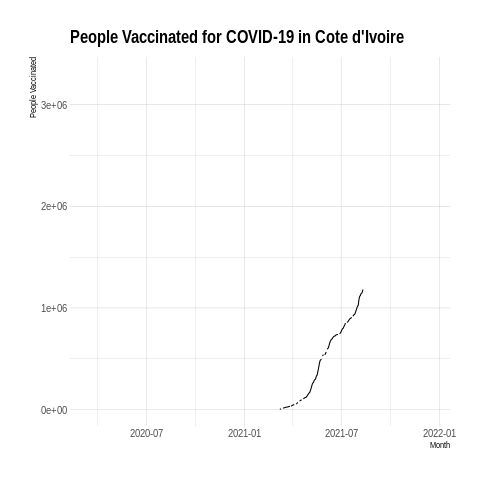 People Vaccinated for COVID-19 in Cote d'Ivoire
People Vaccinated
3e+06
2e+06
1e+06
0e+00
2020-07 2021-01 2021-07 2022-01
Month